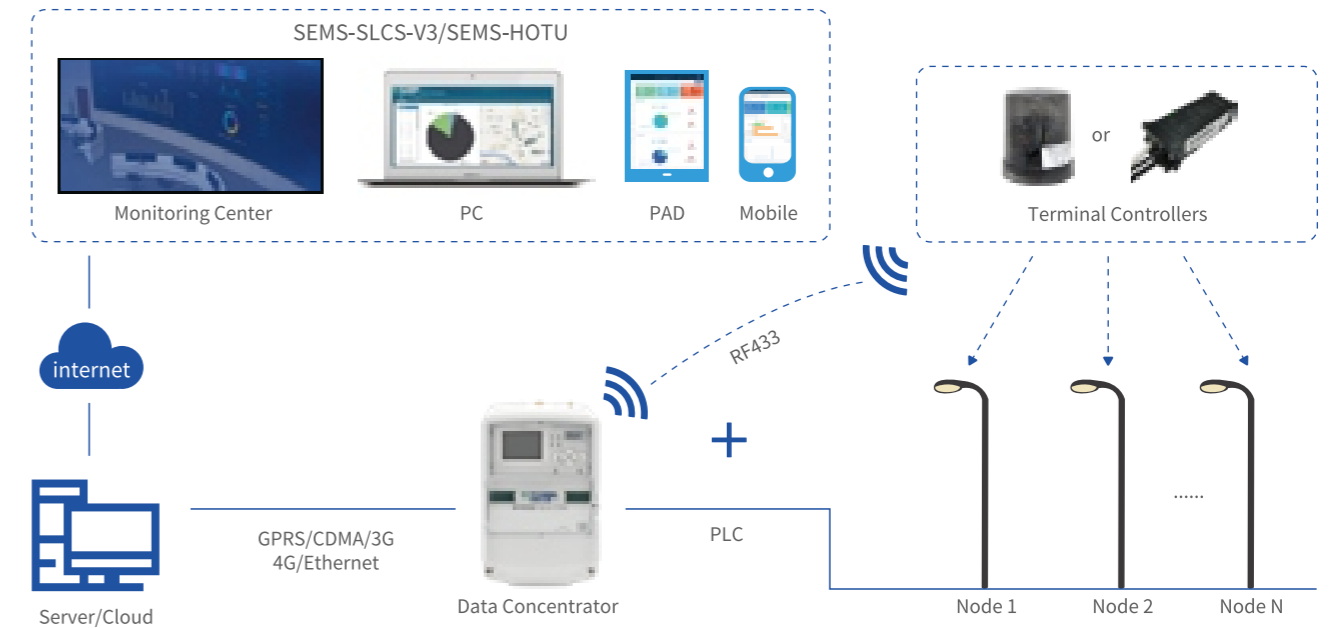 SEMS-SLCS-V3/SEMS-HOTU
Monitoring Center
PC
PAD
Mobile
or
Terminal Controllers
internet
RF433
GPRS/CDMA/3G
4G/Ethernet
PLC
......
Server/Cloud
Data Concentrator
Node 1
Node 2
Node N